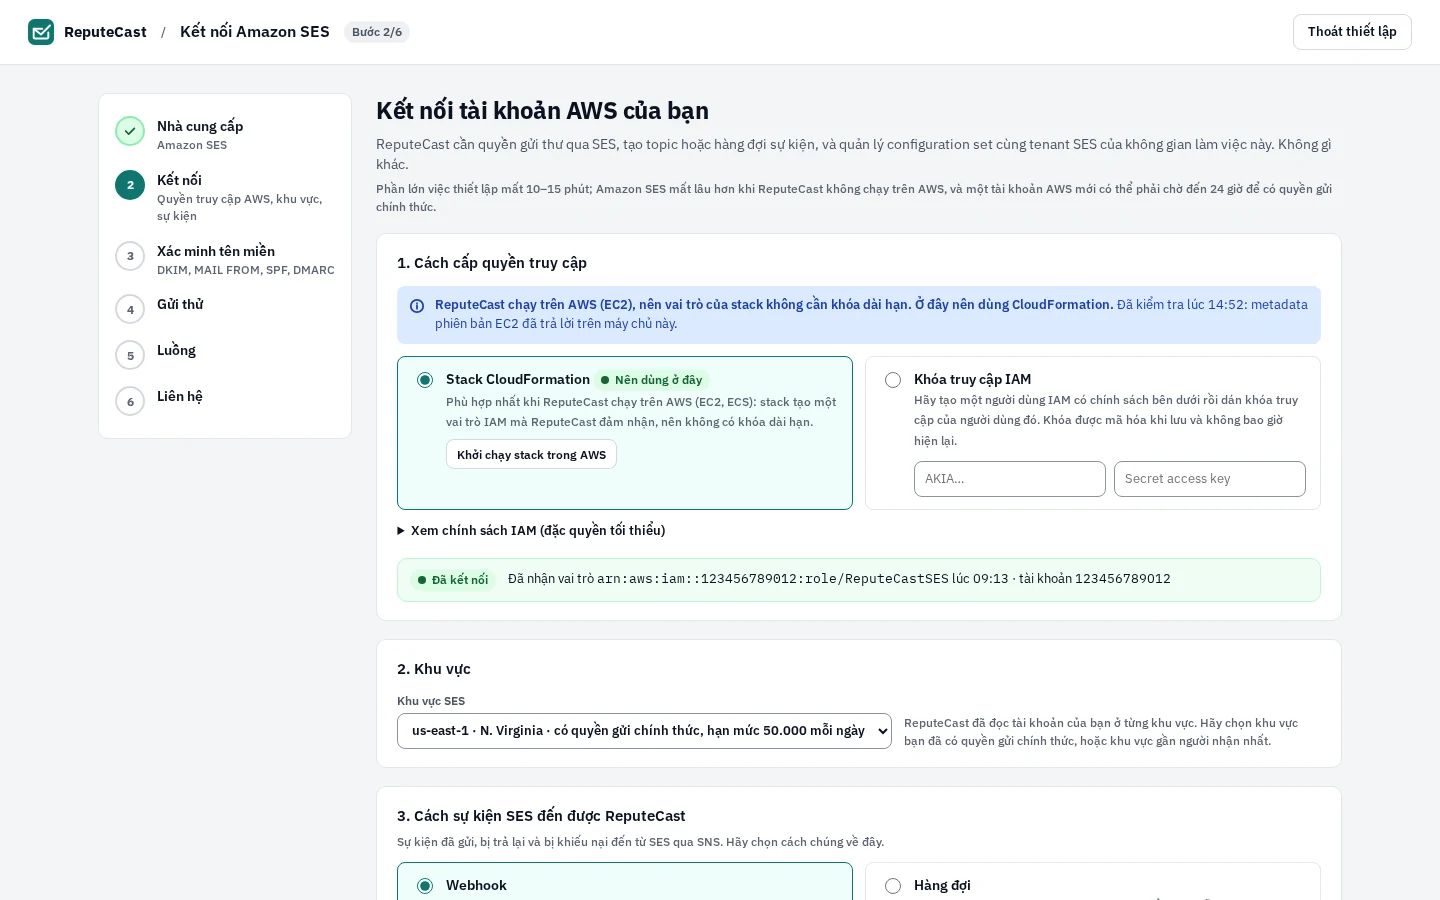 ReputeCast / Kết nối Amazon SES Bước 2/6
Thoát thiết lập
Nhà cung cấp
Amazon SES
2 Kết nối
Quyền truy cập AWS, khu vực,
sự kiện
3 Xác minh tên miền
DKIM, MAIL FROM, SPF, DMARC
4 Gửi thử
5 Luồng
6 Liên hệ
Kết nối tài khoản AWS của bạn
ReputeCast cần quyền gửi thư qua SES, tạo topic hoặc hàng đợi sự kiện, và quản lý configuration set cùng tenant SES của không gian làm việc này. Không gì
khác.
Phần lớn việc thiết lập mất 10–15 phút; Amazon SES mất lâu hơn khi ReputeCast không chạy trên AWS, và một tài khoản AWS mới có thể phải chờ đến 24 giờ để có quyền gửi
chính thức.
1. Cách cấp quyền truy cập
ReputeCast chạy trên AWS (EC2), nên vai trò của stack không cần khóa dài hạn. Ở đây nên dùng CloudFormation. Đã kiểm tra lúc 14:52: metadata
phiên bản EC2 đã trả lời trên máy chủ này.
Stack CloudFormation Nên dùng ở đây
Phù hợp nhất khi ReputeCast chạy trên AWS (EC2, ECS): stack tạo một
vai trò IAM mà ReputeCast đảm nhận, nên không có khóa dài hạn.
Khởi chạy stack trong AWS
Khóa truy cập IAM
Hãy tạo một người dùng IAM có chính sách bên dưới rồi dán khóa truy
cập của người dùng đó. Khóa được mã hóa khi lưu và không bao giờ
hiện lại.
AKIA… Secret access key
Xem chính sách IAM (đặc quyền tối thiểu)
Đã kết nối Đã nhận vai trò arn:aws:iam::123456789012:role/ReputeCastSES lúc 09:13 · tài khoản 123456789012
2. Khu vực
Khu vực SES
us-east-1 · N. Virginia · có quyền gửi chính thức, hạn mức 50.000 mỗi ngày
ReputeCast đã đọc tài khoản của bạn ở từng khu vực. Hãy chọn khu vực
bạn đã có quyền gửi chính thức, hoặc khu vực gần người nhận nhất.
3. Cách sự kiện SES đến được ReputeCast
Sự kiện đã gửi, bị trả lại và bị khiếu nại đến từ SES qua SNS. Hãy chọn cách chúng về đây.
Webhook
Hàng đợi